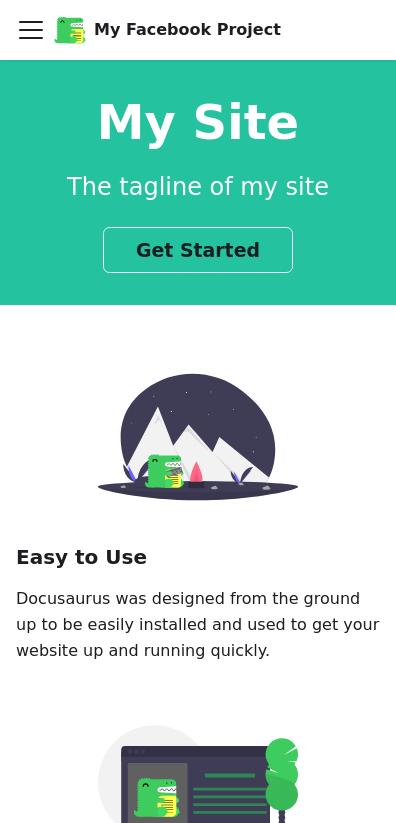 My Facebook Project
My Site
The tagline of my site
Get Started
Easy to Use
Docusaurus was designed from the ground
up to be easily installed and used to get your
website up and running quickly.